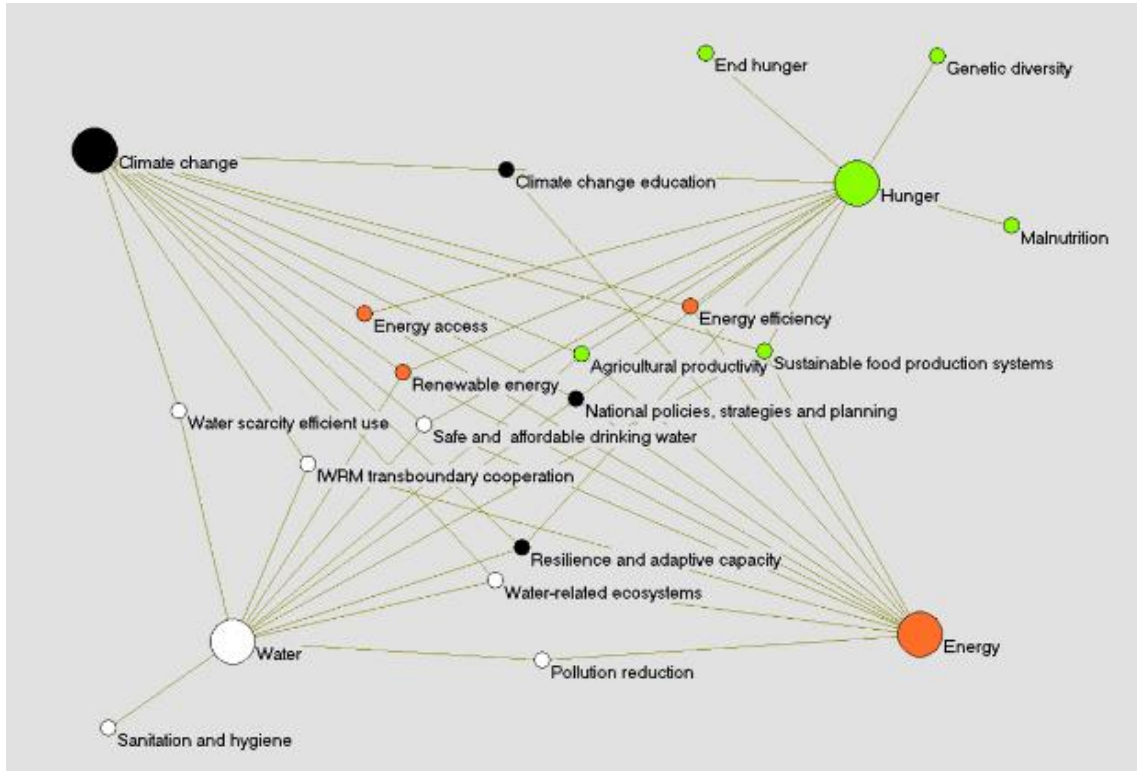 End hunger
Genetic diversity
Climate change
Climate change education
Hunger
Malnutrition
Energy access
Energy efficiency
Agricultural productivity
Sustainable food production systems
Renewable energy
National policies, strategies and planning
Water scarcity efficient use
Safe and affordable drinking water
IWRM transboundary cooperation
Resilience and adaptive capacity
Water-related ecosystems
Water
Energy
Pollution reduction
Sanitation and hygiene